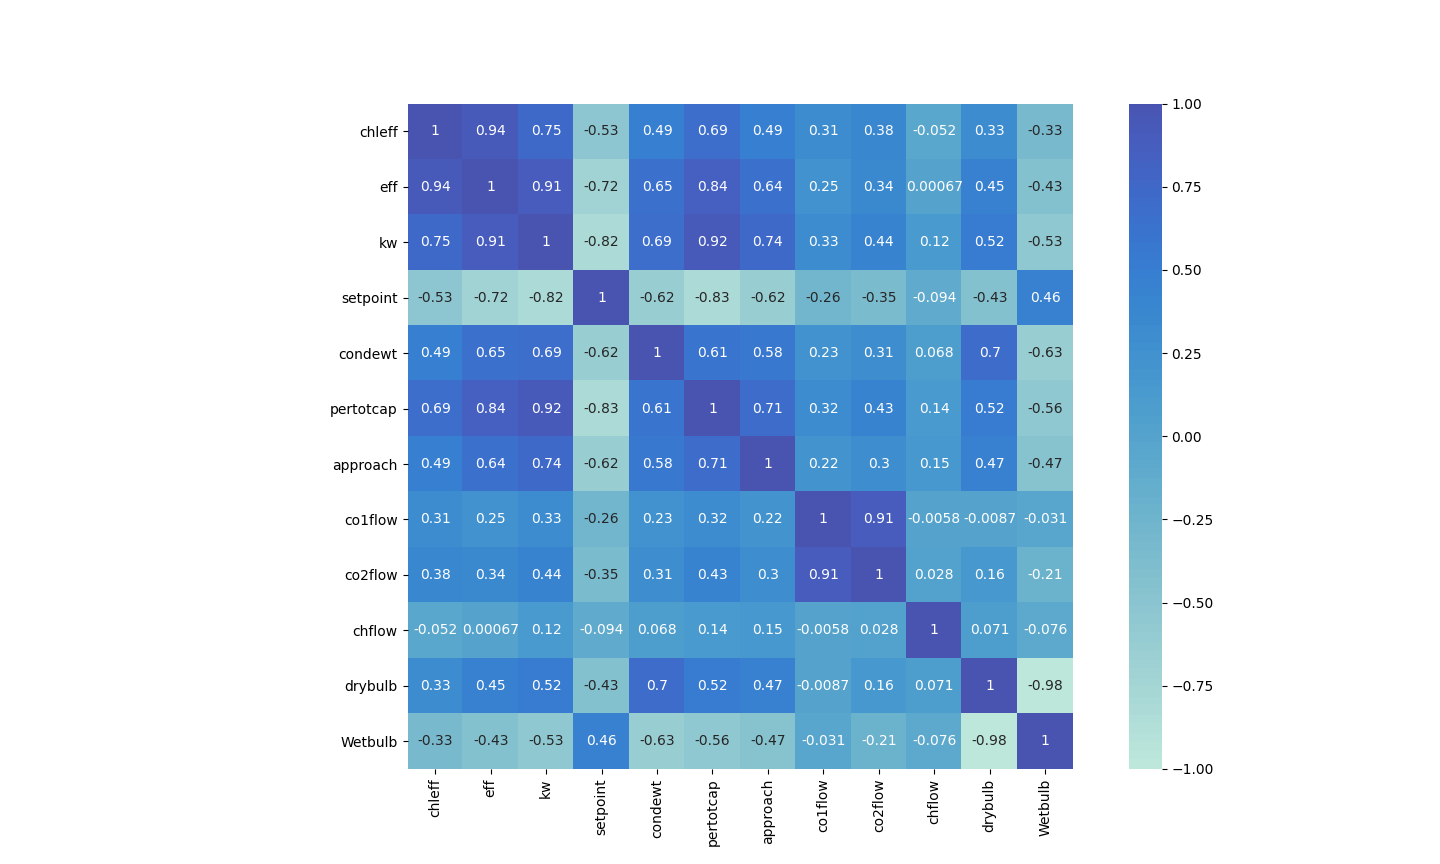 chleff 1 0.94 0.75 -0.53 0.49 0.69 0.49 0.31 0.38 -0.052 0.33 -0.33
eff 0.94 1 0.91 -0.72 0.65 0.84 0.64 0.25 0.34 0.00067 0.45 -0.43
kw 0.75 0.91 1 -0.82 0.69 0.92 0.74 0.33 0.44 0.12 0.52 -0.53
setpoint -0.53 -0.72 -0.82 1 -0.62 -0.83 -0.62 -0.26 -0.35 -0.094 -0.43 0.46
condewt 0.49 0.65 0.69 -0.62 1 0.61 0.58 0.23 0.31 0.068 0.7 -0.63
pertotcap 0.69 0.84 0.92 -0.83 0.61 1 0.71 0.32 0.43 0.14 0.52 -0.56
approach 0.49 0.64 0.74 -0.62 0.58 0.71 1 0.22 0.3 0.15 0.47 -0.47
co1flow 0.31 0.25 0.33 -0.26 0.23 0.32 0.22 1 0.91 -0.0058 -0.0087 -0.031
co2flow 0.38 0.34 0.44 -0.35 0.31 0.43 0.3 0.91 1 0.028 0.16 -0.21
chflow -0.052 0.00067 0.12 -0.094 0.068 0.14 0.15 -0.0058 0.028 1 0.071 -0.076
drybulb 0.33 0.45 0.52 -0.43 0.7 0.52 0.47 -0.0087 0.16 0.071 1 -0.98
Wetbulb -0.33 -0.43 -0.53 0.46 -0.63 -0.56 -0.47 -0.031 -0.21 -0.076 -0.98 1
chleff eff kw setpoint condewt pertotcap approach co1flow co2flow chflow drybulb Wetbulb
1.00
0.75
0.50
0.25
0.00
−0.25
−0.50
−0.75
−1.00